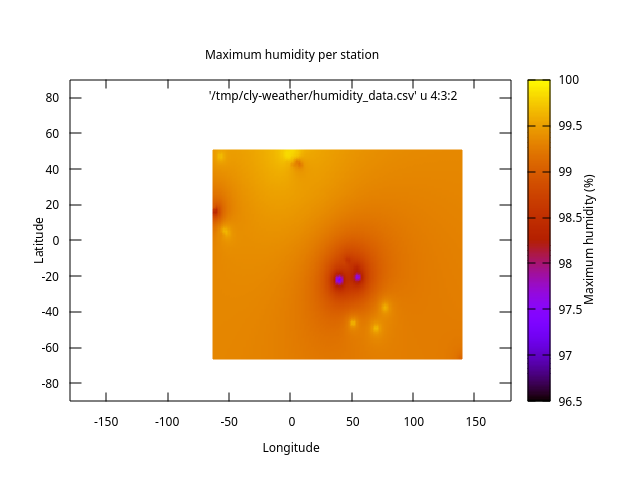 Maximum humidity per station
'/tmp/cly-weather/humidity_data.csv' u 4:3:2
80
60
40
20
0
-20
-40
-60
-80
Latitude
-150 -100 -50 0 50 100 150
Longitude
100
99.5
99
98.5
98
97.5
97
96.5
Maximum humidity (%)